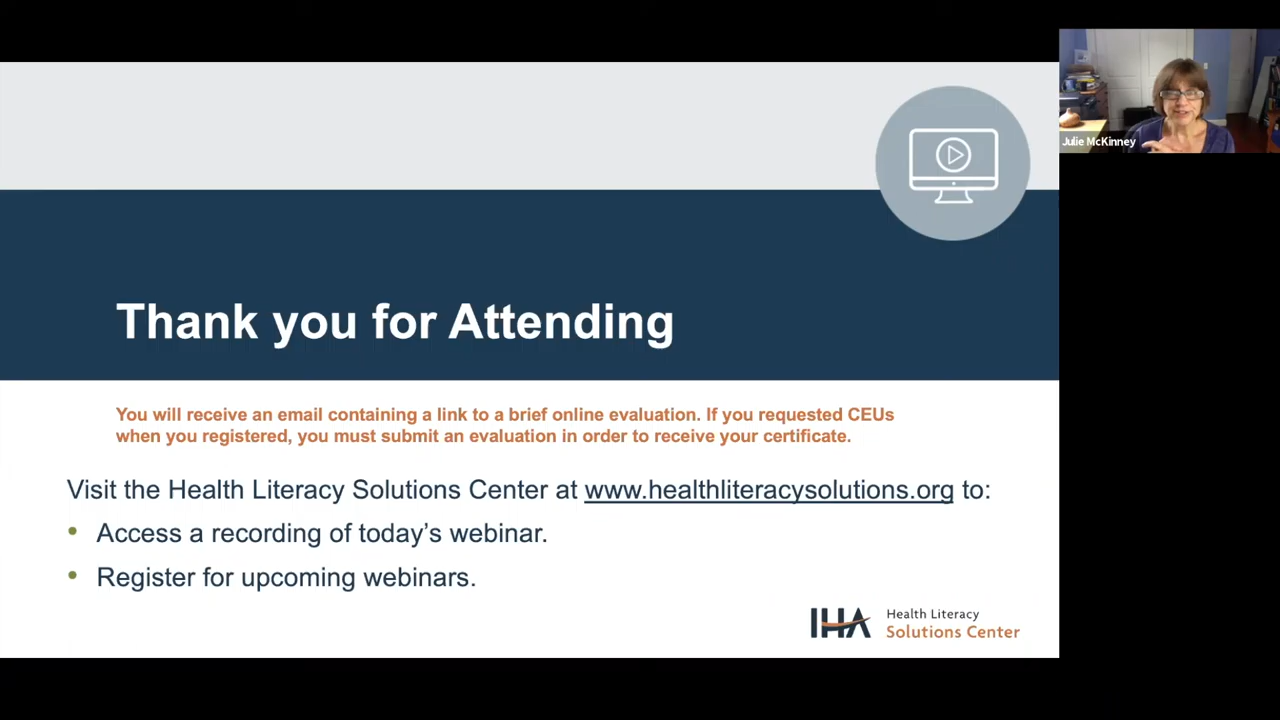 Julie McKinney
Thank you for Attending
You will receive an email containing a link to a brief online evaluation. If you requested CEUs
when you registered, you must submit an evaluation in order to receive your certificate.
Visit the Health Literacy Solutions Center at www.healthliteracysolutions.org to:
• Access a recording of today’s webinar.
• Register for upcoming webinars.
IHA Health Literacy
Solutions Center